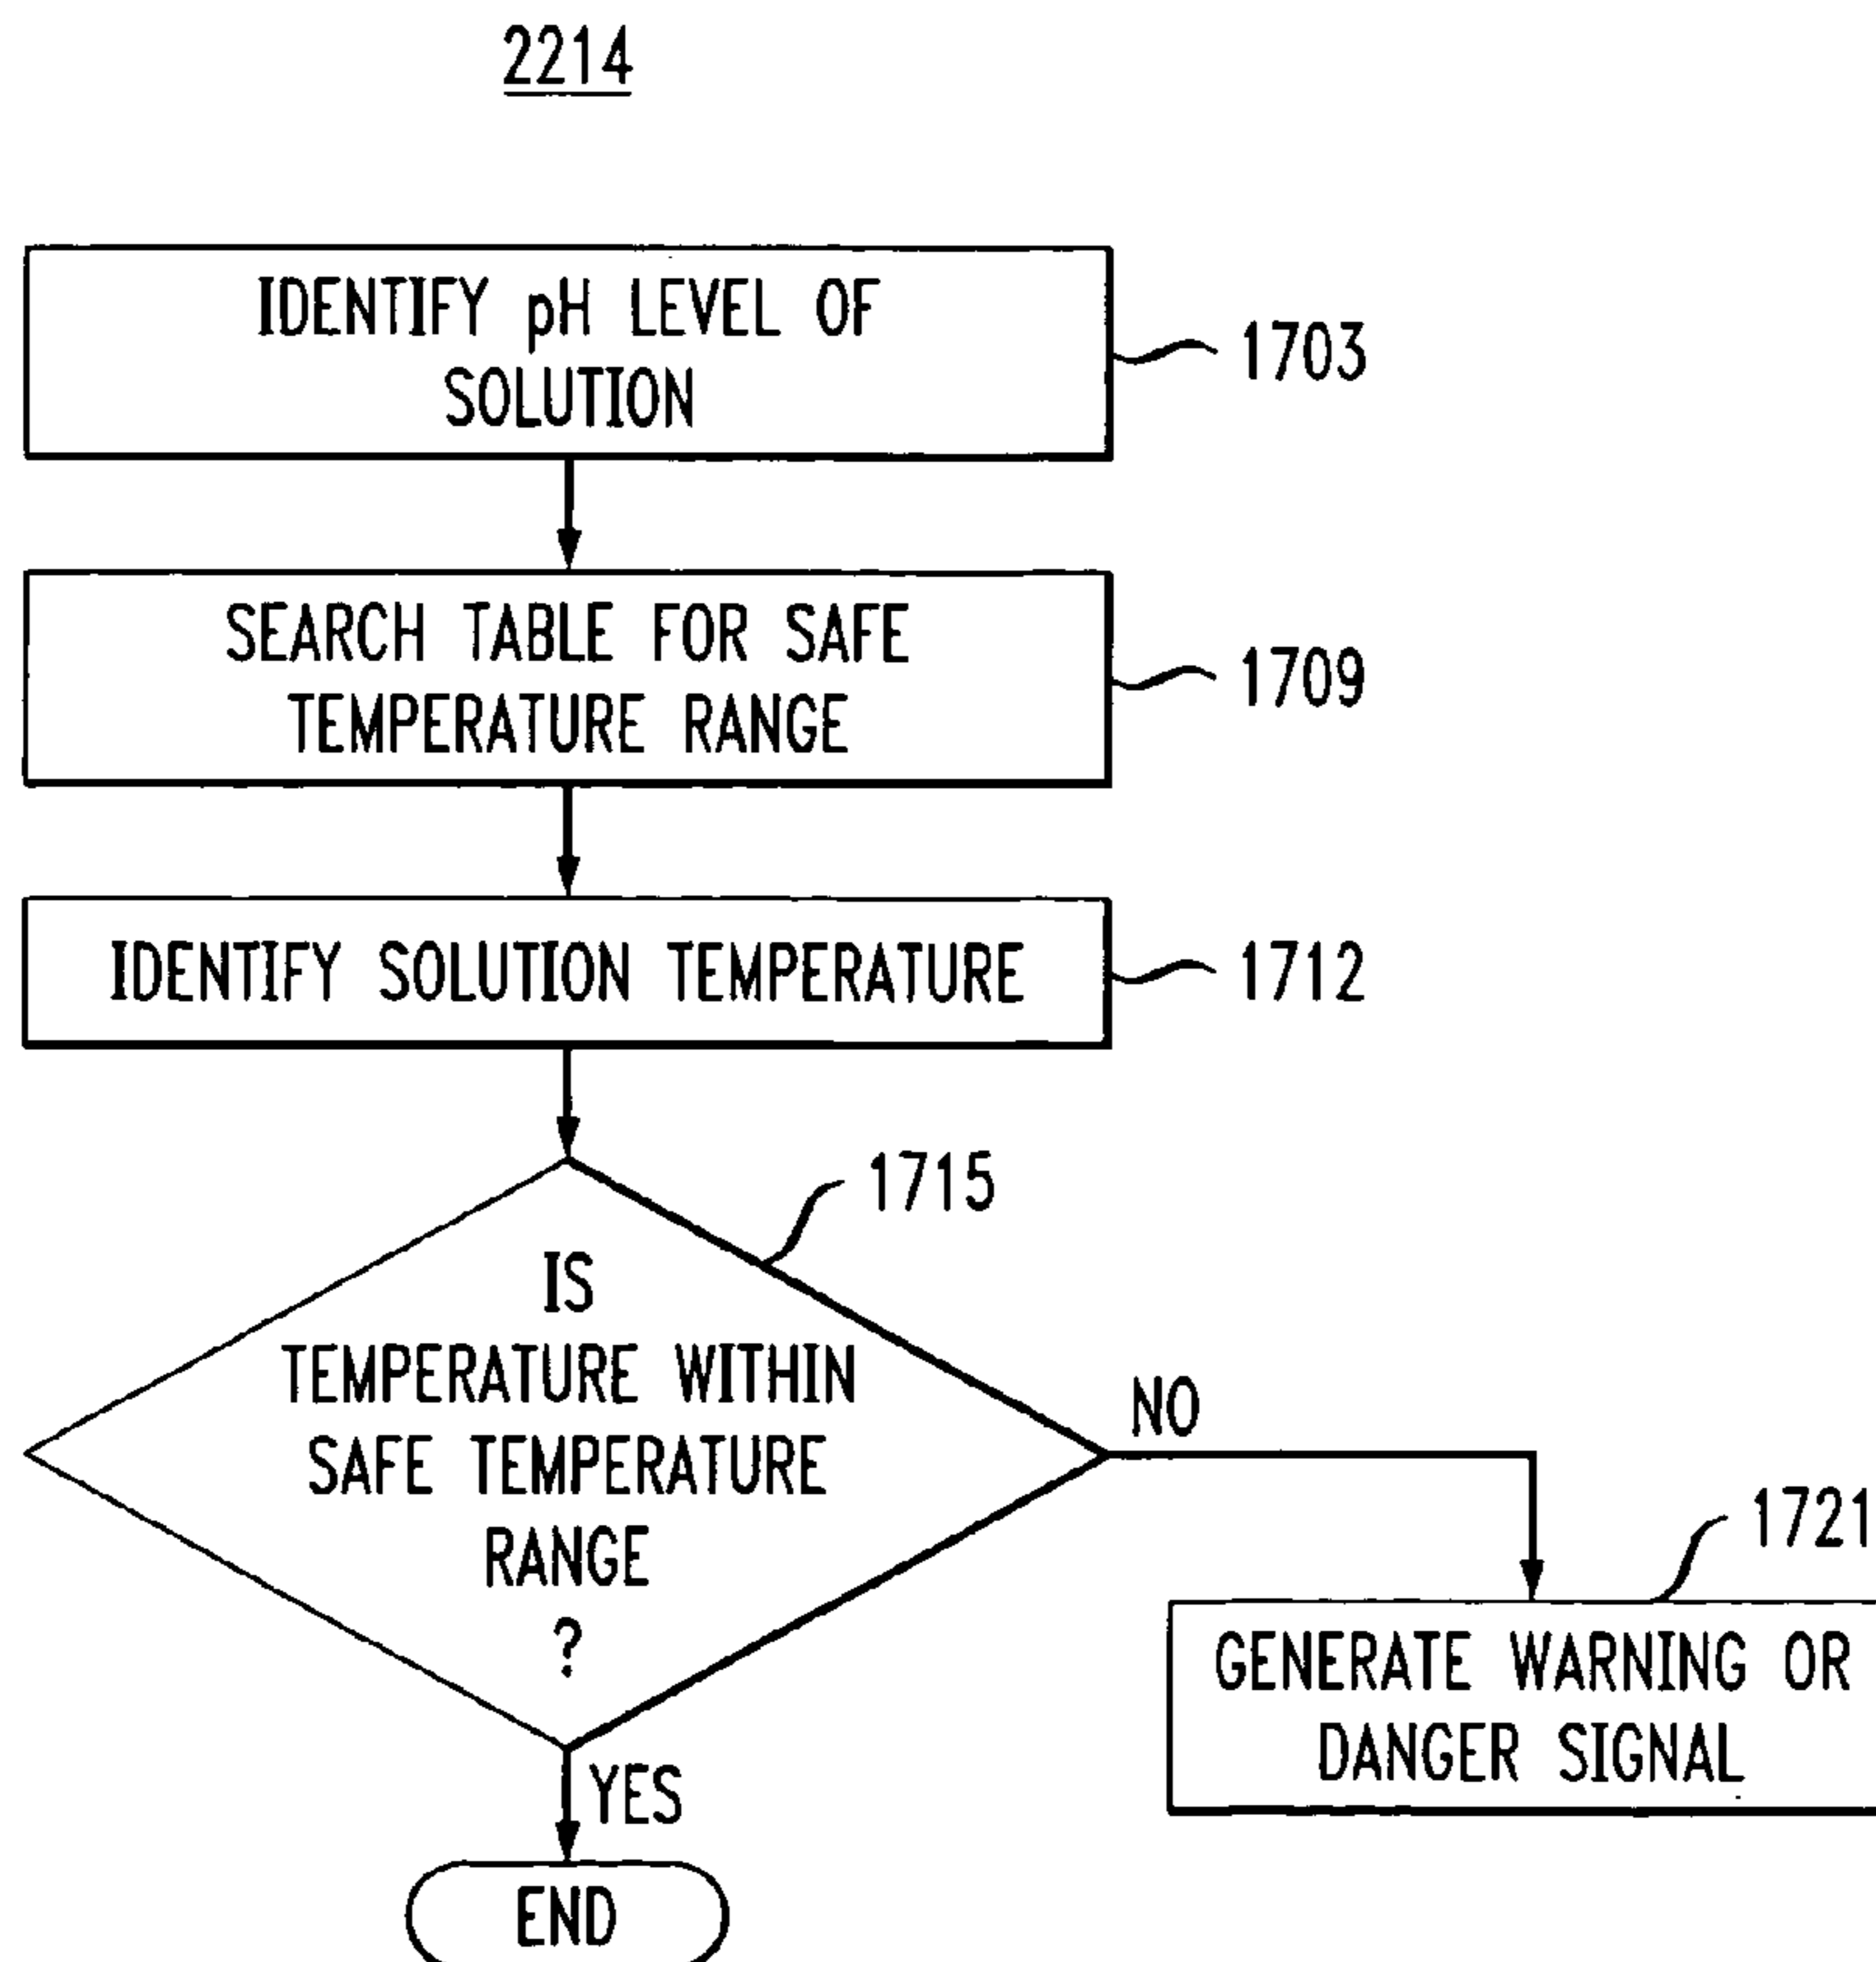 2214
IDENTIFY pH LEVEL OF
SOLUTION
1703
SEARCH TABLE FOR SAFE
TEMPERATURE RANGE
1709
IDENTIFY SOLUTION TEMPERATURE
1712
1715
IS
TEMPERATURE WITHIN
SAFE TEMPERATURE
RANGE
?
NO
1721
GENERATE WARNING OR
DANGER SIGNAL
YES
END